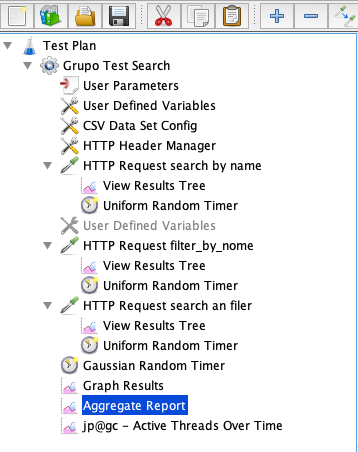 Test Plan
Grupo Test Search
User Parameters
User Defined Variables
CSV Data Set Config
HTTP Header Manager
HTTP Request search by name
View Results Tree
Uniform Random Timer
User Defined Variables
HTTP Request filter_by_nome
View Results Tree
Uniform Random Timer
HTTP Request search an filer
View Results Tree
Uniform Random Timer
Gaussian Random Timer
Graph Results
Aggregate Report
jp@gc - Active Threads Over Time